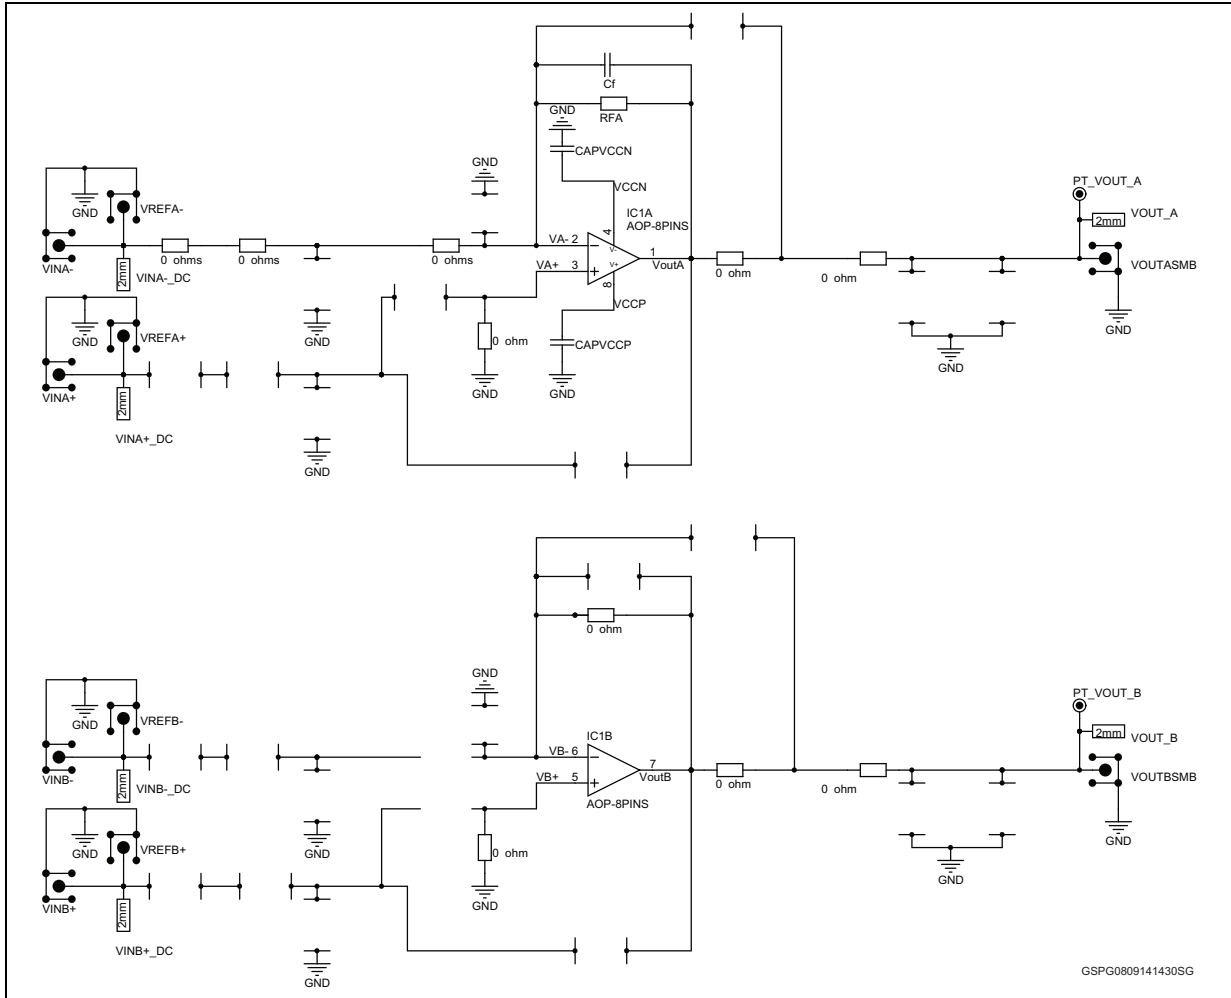 Cf
GND
RFA
CAPVCCN
GND
VCCN
PT_VOUT_A
GND
VREFA-
IC1A
AOP-8PINS
4
VOUT_A
2mm
VA- 2
V-
1
VINA-
2mm
VINA-_DC
0 ohms
0 ohms
0 ohms
VA+
3
V+
VoutA
VOUTASMB
8
0 ohm
0 ohm
VCCP
GND
VREFA+
GND
0 ohm
CAPVCCP
GND
GND
VINA+
2mm
GND
GND
VINA+_DC
GND
0 ohm
GND
PT_VOUT_B
GND
VREFB-
IC1B
2mm
VOUT_B
VB- 6
7
VINB-
2mm
VINB-_DC
VB+
5
VoutB
VOUTBSMB
0 ohm
0 ohm
AOP-8PINS
GND
VREFB+
GND
0 ohm
GND
GND
VINB+
2mm
GND
VINB+_DC
GND
GSPG0809141430SG